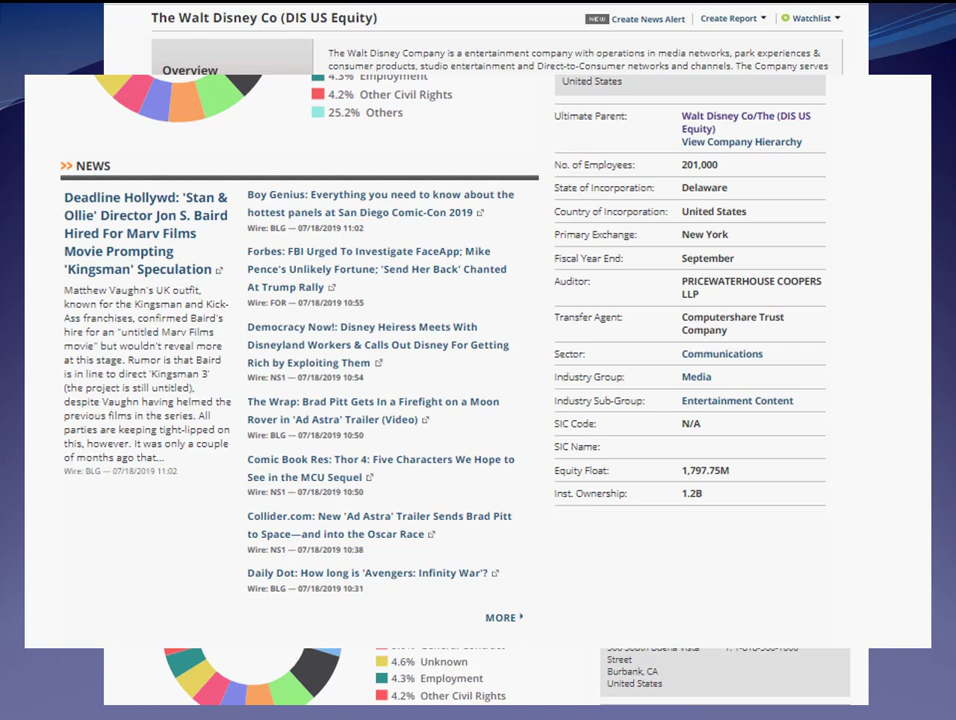 The Walt Disney Co (DIS US Equity)
NEW Create News Alert
Create Report
Watchlist
Overview
The Walt Disney Company is a entertainment company with operations in media networks, park experiences &
consumer products, studio entertainment and Direct-to-Consumer networks and channels. The Company serves
4.3% Employment
4.2% Other Civil Rights
25.2% Others
>> NEWS
Deadline Hollywd: 'Stan &
Ollie' Director Jon S. Baird
Hired For Marv Films
Movie Prompting
'Kingsman' Speculation
Matthew Vaughn's UK outfit,
known for the Kingsman and Kick-
Ass franchises, confirmed Baird's
hire for an "untitled Marv Films
movie" but wouldn't reveal more
at this stage. Rumor is that Baird
is in line to direct 'Kingsman 3'
(the project is still untitled),
despite Vaughn having helmed the
previous films in the series. All
parties are keeping tight-lipped on
this, however. It was only a couple
of months ago that...
Wire: BLG — 07/18/2019 11:02
Boy Genius: Everything you need to know about the
hottest panels at San Diego Comic-Con 2019
Wire: BLG — 07/18/2019 11:02
Forbes: FBI Urged To Investigate FaceApp; Mike
Pence's Unlikely Fortune; 'Send Her Back' Chanted
At Trump Rally
Wire: FOR — 07/18/2019 10:55
Democracy Now!: Disney Heiress Meets With
Disneyland Workers & Calls Out Disney For Getting
Rich by Exploiting Them
Wire: NS1 — 07/18/2019 10:54
The Wrap: Brad Pitt Gets In a Firefight on a Moon
Rover in 'Ad Astra' Trailer (Video)
Wire: BLG — 07/18/2019 10:50
Comic Book Res: Thor 4: Five Characters We Hope to
See in the MCU Sequel
Wire: NS1 — 07/18/2019 10:50
Collider.com: New 'Ad Astra' Trailer Sends Brad Pitt
to Space—and into the Oscar Race
Wire: NS1 — 07/18/2019 10:38
Daily Dot: How long is 'Avengers: Infinity War'?
Wire: BLG — 07/18/2019 10:31
MORE
United States
Ultimate Parent: Walt Disney Co/The (DIS US
Equity)
View Company Hierarchy
No. of Employees: 201,000
State of Incorporation: Delaware
Country of Incorporation: United States
Primary Exchange: New York
Fiscal Year End: September
Auditor: PRICEWATERHOUSE COOPERS
LLP
Transfer Agent: Computershare Trust
Company
Sector: Communications
Industry Group: Media
Industry Sub-Group: Entertainment Content
SIC Code: N/A
SIC Name:
Equity Float: 1,797.75M
Inst. Ownership: 1.2B
4.6% Unknown
4.3% Employment
4.2% Other Civil Rights
Street
Burbank, CA
United States